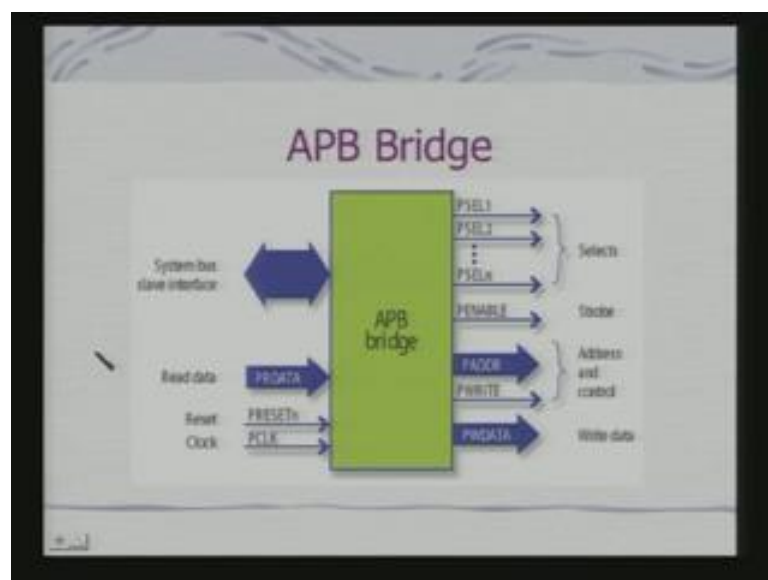 APB Bridge
PSEL1
PSEL2
PSELn
Selects
System bus
slave interface
PENABLE
Strobe
APB
bridge
PADDR
Address
and
control
Read data
PRDATA
PWRITE
Reset
PRESETn
Clock
PCLK
PWDATA
Write data